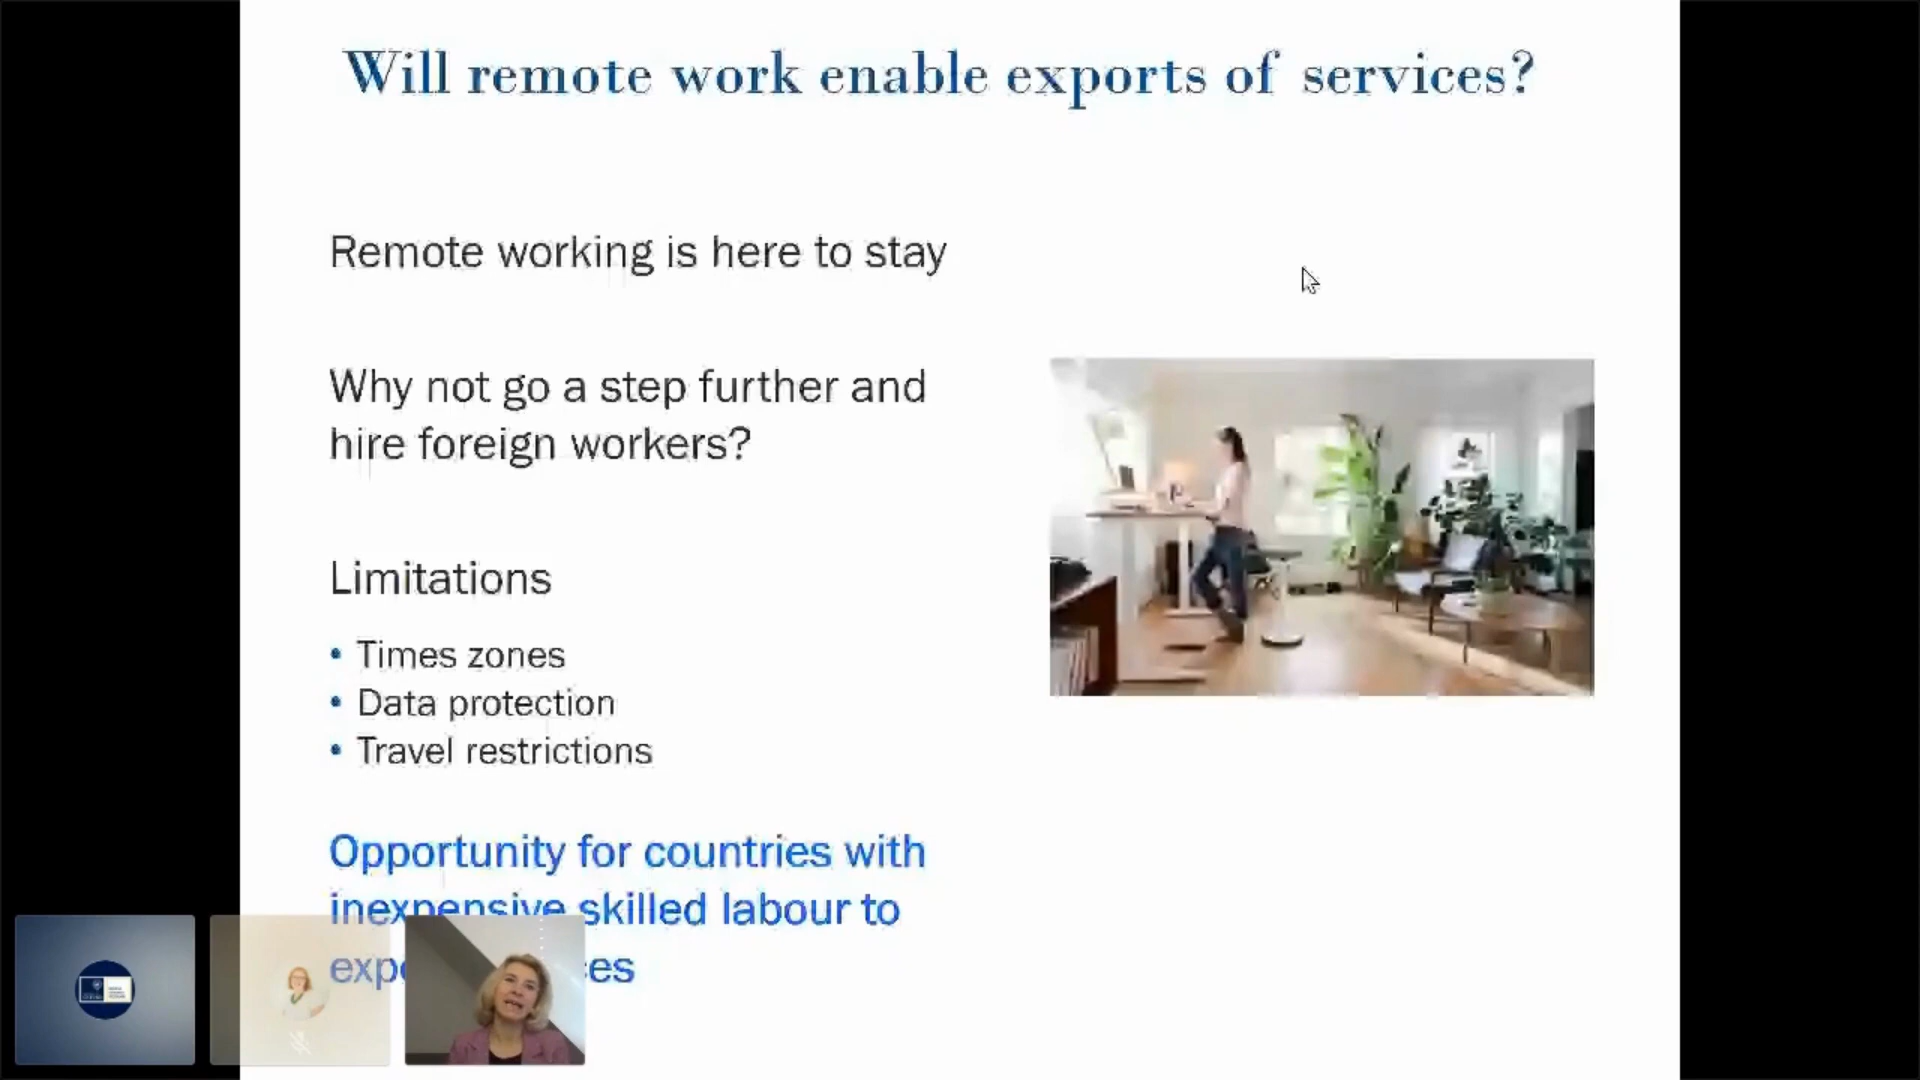 Will remote work enable exports of services?
Remote working is here to stay
Why not go a step further and
hire foreign workers?
Limitations
• Times zones
• Data protection
• Travel restrictions
Opportunity for countries with
inexpensive skilled labour to